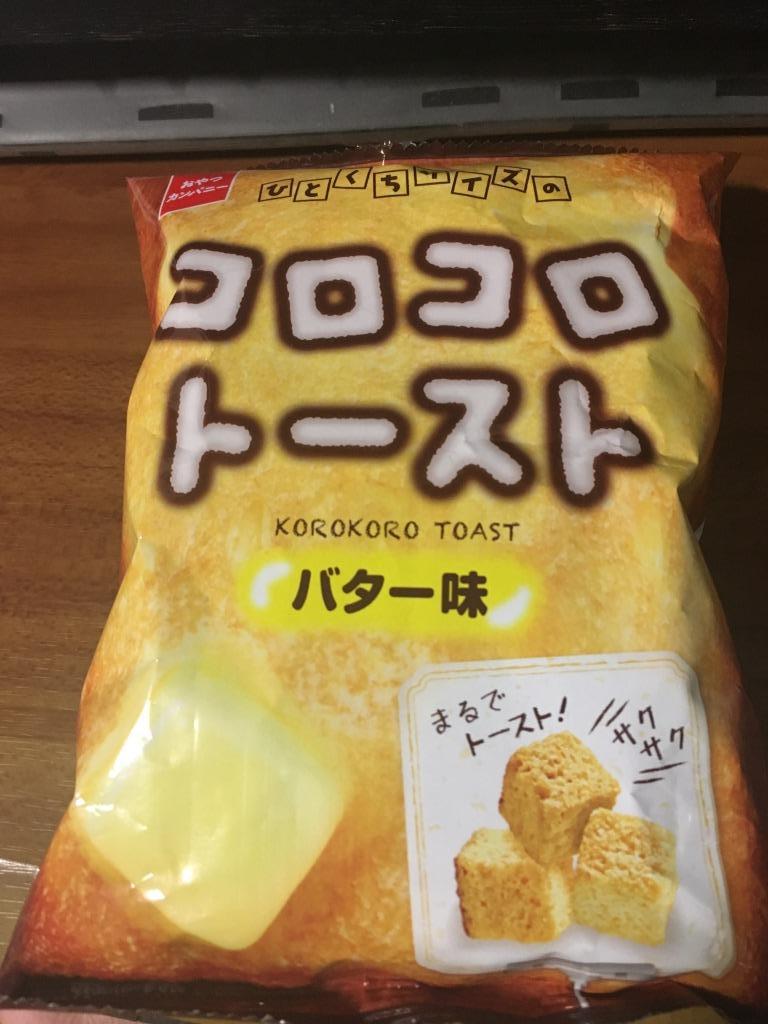 おやつ
カンパニー
ひとくちサイズの
コロコロ
トースト
KOROKORO TOAST
バター味
まるで
トースト!
サク
サク